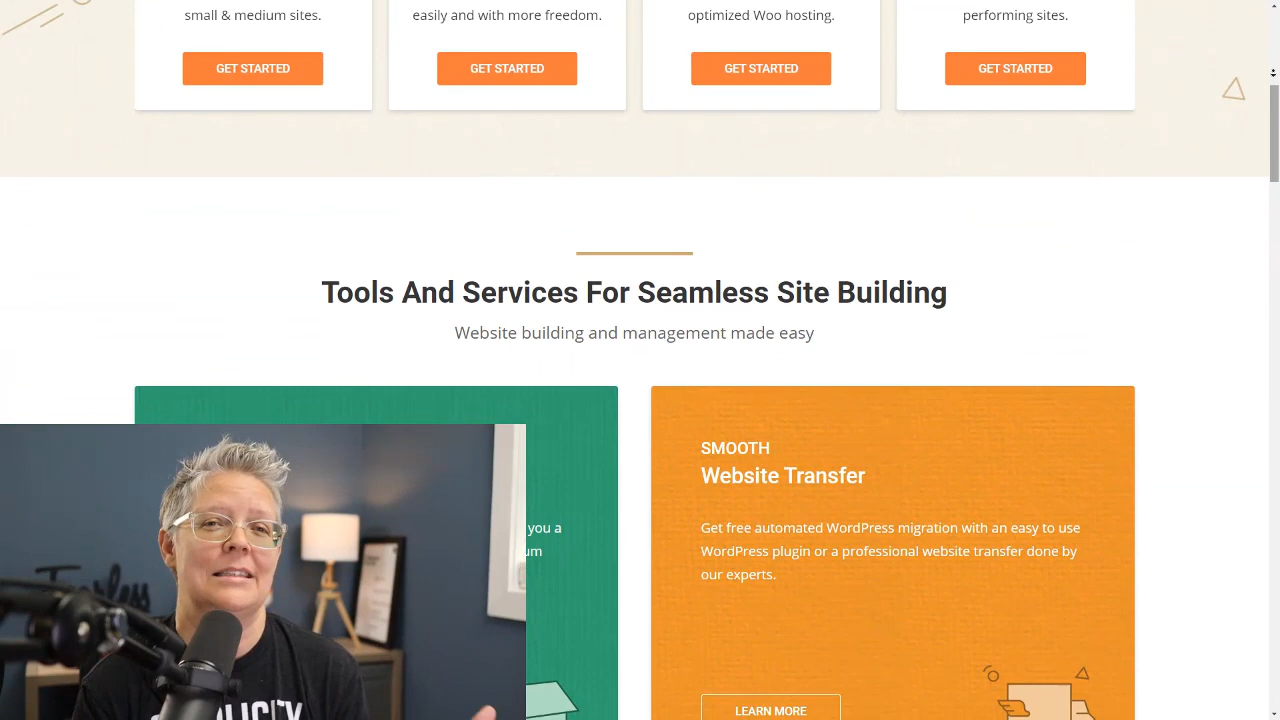 small & medium sites.
easily and with more freedom.
optimized Woo hosting.
performing sites.
GET STARTED
GET STARTED
GET STARTED
GET STARTED
Tools And Services For Seamless Site Building
Website building and management made easy
you a
SMOOTH
Website Transfer
Get free automated WordPress migration with an easy to use
WordPress plugin or a professional website transfer done by
our experts.
LEARN MORE